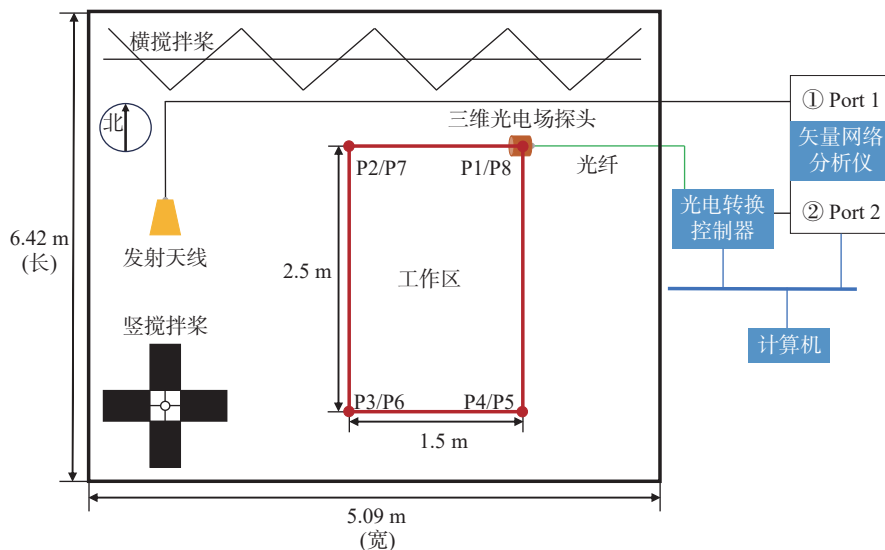 横搅拌桨
① Port 1
北
三维光电场探头
矢量网络
分析仪
P2/P7
P1/P8
光纤
光电转换
控制器
② Port 2
6.42 m
(长)
发射天线
2.5 m
工作区
竖搅拌桨
计算机
P3/P6
P4/P5
1.5 m
5.09 m
(宽)